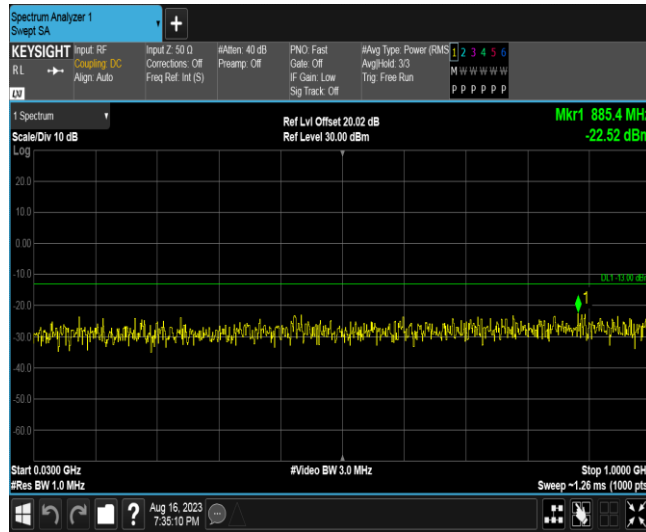 Spectrum Analyzer 1
Swept SA
+
KEYSIGHT
RL
LXI
Input: RF
Coupling: DC
Align: Auto
Input Z: 50 Ω
Corrections: Off
Freq Ref: Int (S)
#Atten: 40 dB
Preamp: Off
PNO: Fast
Gate: Off
IF Gain: Low
Sig Track: Off
#Avg Type: Power (RMS
Avg|Hold: 3/3
Trig: Free Run
1 2 3 4 5 6
M W W W W W
P P P P P P
1 Spectrum
Scale/Div 10 dB
Log
Ref Lvl Offset 20.02 dB
Ref Level 30.00 dBm
Mkr1 885.4 MHz
-22.52 dBm
20.0
10.0
0.00
-10.0
DL1 -13.00 dBm
1
-20.0
-30.0
-40.0
-50.0
-60.0
Start 0.0300 GHz
#Res BW 1.0 MHz
#Video BW 3.0 MHz
Stop 1.0000 GH
Sweep ~1.26 ms (1000 pts
?
Aug 16, 2023
7:35:10 PM